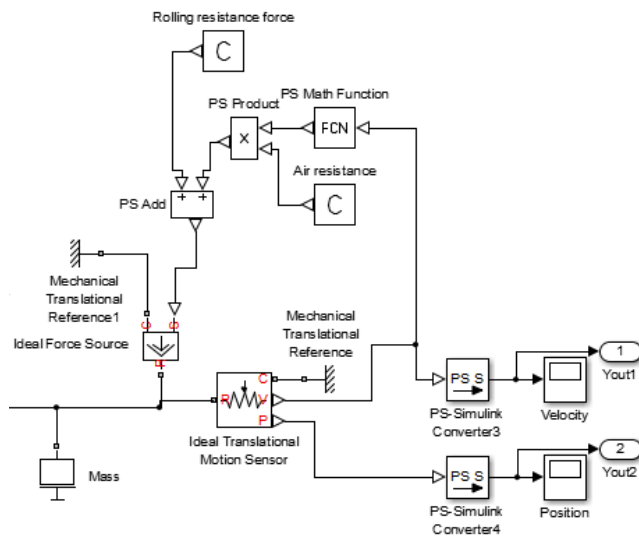 Rolling resistance force
C
PS Math Function
PS Product
FCN
x
Air resistance
C
PS Add
+ +
Mechanical
Translational
Reference1
Mechanical
Translational
Reference
Ideal Force Source
C
S
R
C
R
V
P
Ideal Translational
Motion Sensor
Mass
PS S
PS-Simulink
Converter3
Velocity
1
Yout1
PS S
PS-Simulink
Converter4
Position
2
Yout2